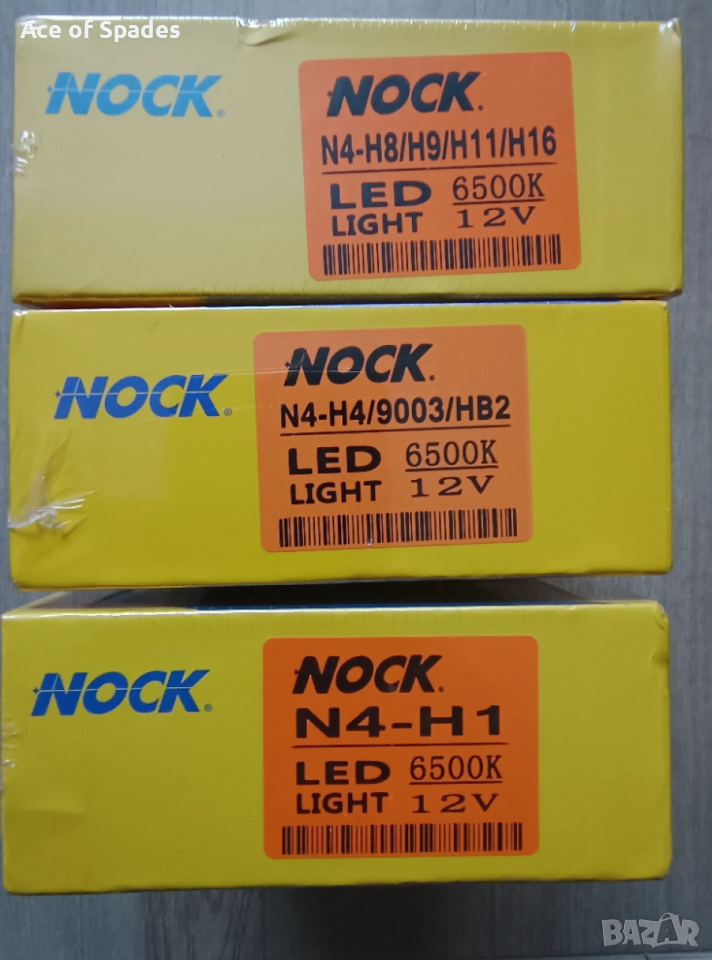 Ace of Spades
NOCK®
NOCK.
N4-H8/H9/H11/H16
LED 6500K
LIGHT 12V
NOCK®
NOCK.
N4-H4/9003/HB2
LED 6500K
LIGHT 12V
NOCK®
NOCK.
N4-H1
LED 6500K
LIGHT 12V
BAZAR